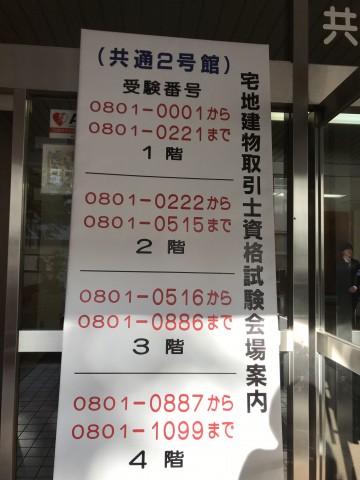 宅地建物取引士資格試験会場案内
（共通2号館）
受験番号
0801-0001から
0801-0221まで
1階
0801-0222から
0801-0515まで
2階
0801-0516から
0801-0886まで
3階
0801-0887から
0801-1099まで
4階
共